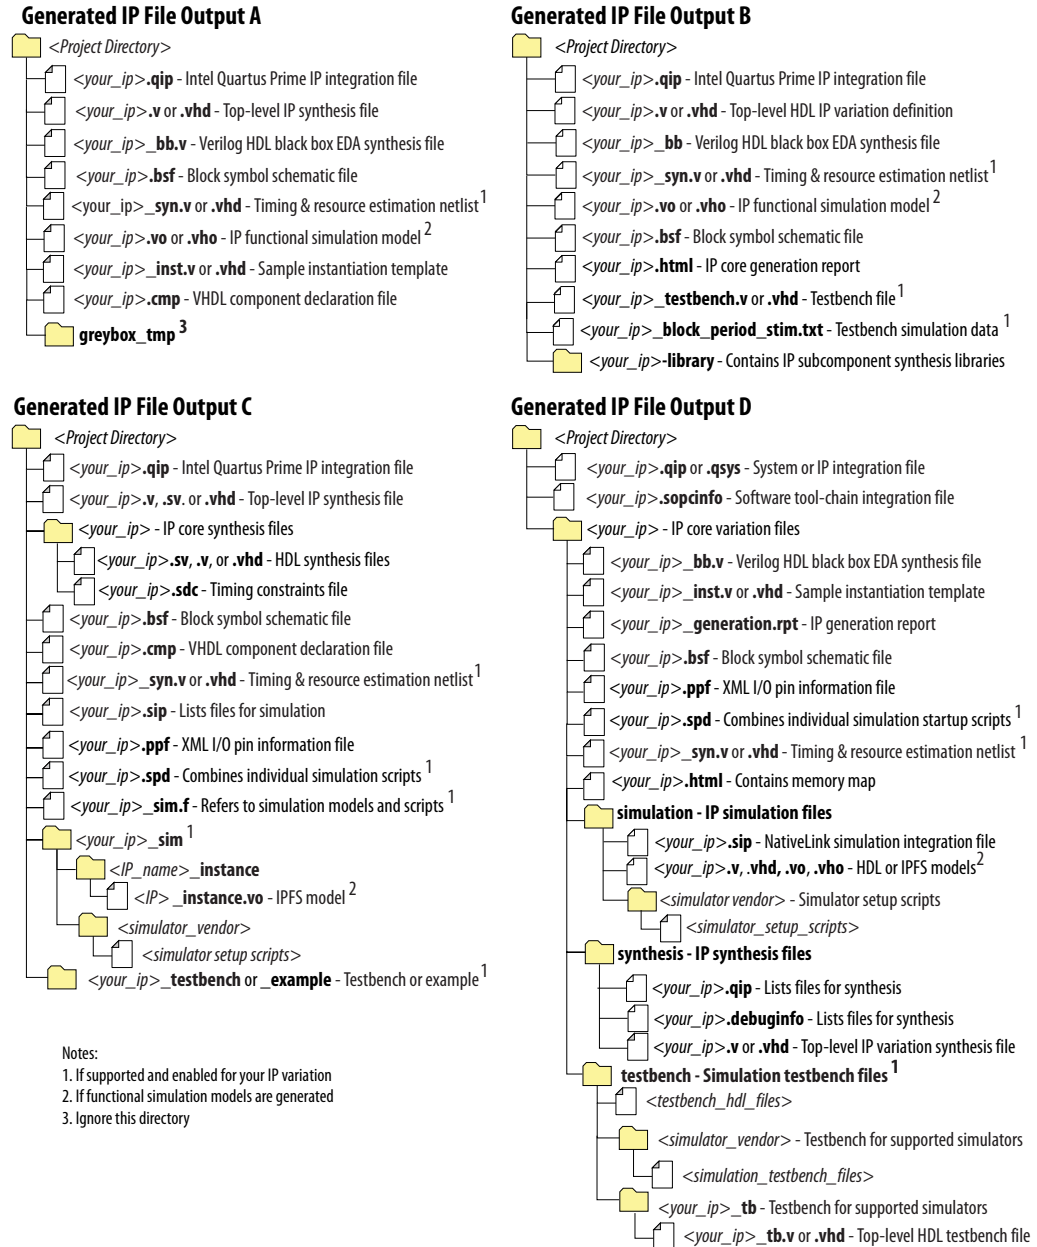 Generated IP File Output A
<Project Directory>
<your_ip>.qip - Intel Quartus Prime IP integration file
<your_ip>.v or .vhd - Top-level IP synthesis file
<your_ip>_bb.v - Verilog HDL black box EDA synthesis file
<your_ip>.bsf - Block symbol schematic file
<your_ip>_syn.v or .vhd - Timing & resource estimation netlist 1
<your_ip>.vo or .vho - IP functional simulation model 2
<your_ip>_inst.v or .vhd - Sample instantiation template
<your_ip>.cmp - VHDL component declaration file
greybox_tmp 3
Generated IP File Output B
<Project Directory>
<your_ip>.qip - Intel Quartus Prime IP integration file
<your_ip>.v or .vhd - Top-level HDL IP variation definition
<your_ip>_bb - Verilog HDL black box EDA synthesis file
<your_ip>_syn.v or .vhd - Timing & resource estimation netlist 1
<your_ip>.vo or .vho - IP functional simulation model 2
<your_ip>.bsf - Block symbol schematic file
<your_ip>.html - IP core generation report
<your_ip>_testbench.v or .vhd - Testbench file 1
<your_ip>_block_period_stim.txt - Testbench simulation data 1
<your_ip>-library - Contains IP subcomponent synthesis libraries
Generated IP File Output C
<Project Directory>
<your_ip>.qip - Intel Quartus Prime IP integration file
<your_ip>.v, .sv. or .vhd - Top-level IP synthesis file
<your_ip> - IP core synthesis files
<your_ip>.sv, .v, or .vhd - HDL synthesis files
<your_ip>.sdc - Timing constraints file
<your_ip>.bsf - Block symbol schematic file
<your_ip>.cmp - VHDL component declaration file
<your_ip>_syn.v or .vhd - Timing & resource estimation netlist 1
<your_ip>.sip - Lists files for simulation
<your_ip>.ppf - XML I/O pin information file
<your_ip>.spd - Combines individual simulation scripts 1
<your_ip>_sim.f - Refers to simulation models and scripts 1
<your_ip>_sim 1
<IP_name>_instance
<IP> _instance.vo - IPFS model 2
<simulator_vendor>
<simulator setup scripts>
<your_ip>_testbench or _example - Testbench or example 1
Notes:
1. If supported and enabled for your IP variation
2. If functional simulation models are generated
3. Ignore this directory
Generated IP File Output D
<Project Directory>
<your_ip>.qip or .qsys - System or IP integration file
<your_ip>.sopcinfo - Software tool-chain integration file
<your_ip> - IP core variation files
<your_ip>_bb.v - Verilog HDL black box EDA synthesis file
<your_ip>_inst.v or .vhd - Sample instantiation template
<your_ip>_generation.rpt - IP generation report
<your_ip>.bsf - Block symbol schematic file
<your_ip>.ppf - XML I/O pin information file
<your_ip>.spd - Combines individual simulation startup scripts 1
<your_ip>_syn.v or .vhd - Timing & resource estimation netlist 1
<your_ip>.html - Contains memory map
simulation - IP simulation files
<your_ip>.sip - NativeLink simulation integration file
<your_ip>.v, .vhd, .vo, .vho - HDL or IPFS models 2
<simulator vendor> - Simulator setup scripts
<simulator_setup_scripts>
synthesis - IP synthesis files
<your_ip>.qip - Lists files for synthesis
<your_ip>.debuginfo - Lists files for synthesis
<your_ip>.v or .vhd - Top-level IP variation synthesis file
testbench - Simulation testbench files 1
<testbench_hdl_files>
<simulator_vendor> - Testbench for supported simulators
<simulation_testbench_files>
<your_ip>_tb - Testbench for supported simulators
<your_ip>_tb.v or .vhd - Top-level HDL testbench file